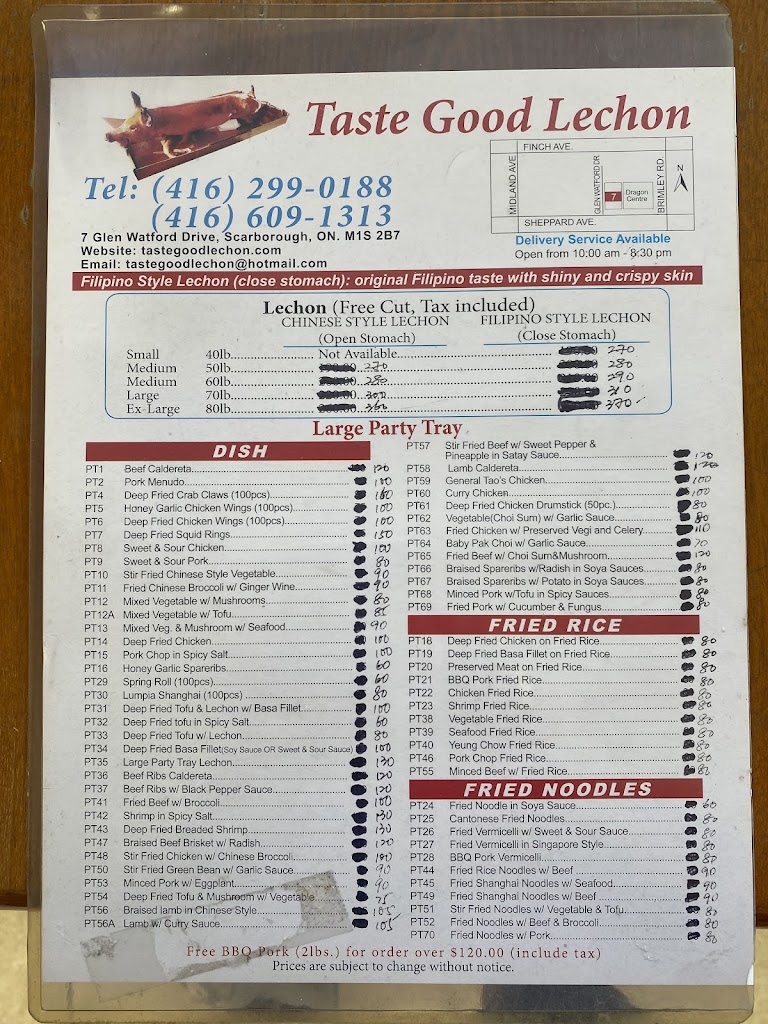 Taste Good Lechon
FINCH AVE.
MIDLAND AVE
GLEN WATFORD DR
7
Dragon
Centre
BRIMLEY RD.
N
SHEPPARD AVE.
Tel: (416) 299-0188
(416) 609-1313
7 Glen Watford Drive, Scarborough, ON. M1S 2B7
Website: tastegoodlechon.com
Email: tastegoodlechon@hotmail.com
Delivery Service Available
Open from 10:00 am - 8:30 pm
Filipino Style Lechon (close stomach): original Filipino taste with shiny and crispy skin
Lechon (Free Cut, Tax included)
CHINESE STYLE LECHON FILIPINO STYLE LECHON
(Open Stomach) (Close Stomach)
Small 40lb. Not Available. 270
Medium 50lb. 270 280
Medium 60lb. 280 290
Large 70lb. 300 310
Ex-Large 80lb. 360 370
Large Party Tray
DISH
PT1 Beef Caldereta 120
PT2 Pork Menudo 100
PT4 Deep Fried Crab Claws (100pcs) 160
PT5 Honey Garlic Chicken Wings (100pcs) 100
PT6 Deep Fried Chicken Wings (100pcs) 100
PT7 Deep Fried Squid Rings 150
PT8 Sweet & Sour Chicken 100
PT9 Sweet & Sour Pork 80
PT10 Stir Fried Chinese Style Vegetable 90
PT11 Fried Chinese Broccoli w/ Ginger Wine 90
PT12 Mixed Vegetable w/ Mushrooms 80
PT12A Mixed Vegetable w/ Tofu 85
PT13 Mixed Veg. & Mushroom w/ Seafood 90
PT14 Deep Fried Chicken 100
PT15 Pork Chop in Spicy Salt 100
PT16 Honey Garlic Spareribs 60
PT29 Spring Roll (100pcs) 60
PT30 Lumpia Shanghai (100pcs) 80
PT31 Deep Fried Tofu & Lechon w/ Basa Fillet 100
PT32 Deep Fried tofu in Spicy Salt 60
PT33 Deep Fried Tofu w/ Lechon 80
PT34 Deep Fried Basa Fillet(Soy Sauce OR Sweet & Sour Sauce) 100
PT35 Large Party Tray Lechon 130
PT36 Beef Ribs Caldereta 120
PT37 Beef Ribs w/ Black Pepper Sauce 120
PT41 Fried Beef w/ Broccoli 100
PT42 Shrimp in Spicy Salt 130
PT43 Deep Fried Breaded Shrimp 130
PT47 Braised Beef Brisket w/ Radish 120
PT48 Stir Fried Chicken w/ Chinese Broccoli 100
PT50 Stir Fried Green Bean w/ Garlic Sauce 90
PT53 Minced Pork w/ Eggplant 90
PT54 Deep Fried Tofu & Mushroom w/ Vegetable 75
PT56 Braised lamb in Chinese Style 105
PT56A Lamb w/ Curry Sauce 105
PT57 Stir Fried Beef w/ Sweet Pepper &
Pineapple in Satay Sauce 120
PT58 Lamb Caldereta 120
PT59 General Tao's Chicken 100
PT60 Curry Chicken 100
PT61 Deep Fried Chicken Drumstick (50pc.) 80
PT62 Vegetable(Choi Sum) w/ Garlic Sauce 80
PT63 Fried Chicken w/ Preserved Vegi and Celery 110
PT64 Baby Pak Choi w/ Garlic Sauce 70
PT65 Fried Beef w/ Choi Sum&Mushroom 120
PT66 Braised Spareribs w/Radish in Soya Sauces 80
PT67 Braised Spareribs w/ Potato in Soya Sauces 80
PT68 Minced Pork w/Tofu in Spicy Sauces 80
PT69 Fried Pork w/ Cucumber & Fungus 80
FRIED RICE
PT18 Deep Fried Chicken on Fried Rice 80
PT19 Deep Fried Basa Fillet on Fried Rice 80
PT20 Preserved Meat on Fried Rice 80
PT21 BBQ Pork Fried Rice 80
PT22 Chicken Fried Rice 80
PT23 Shrimp Fried Rice 80
PT38 Vegetable Fried Rice 80
PT39 Seafood Fried Rice 80
PT40 Yeung Chow Fried Rice 80
PT46 Pork Chop Fried Rice 80
PT55 Minced Beef w/ Fried Rice
FRIED NOODLES
PT24 Fried Noodle in Soya Sauce 60
PT25 Cantonese Fried Noodles 80
PT26 Fried Vermicelli w/ Sweet & Sour Sauce 80
PT27 Fried Vermicelli in Singapore Style 80
PT28 BBQ Pork Vermicelli 80
PT44 Fried Rice Noodles w/ Beef 90
PT45 Fried Shanghai Noodles w/ Seafood 90
PT49 Fried Shanghai Noodles w/ Beef 90
PT51 Stir Fried Noodles w/ Vegetable & Tofu 80
PT52 Fried Noodles w/ Beef & Broccoli 80
PT70 Fried Noodles w/ Pork 80
Free BBQ Pork (2lbs.) for order over $120.00 (include tax)
Prices are subject to change without notice.